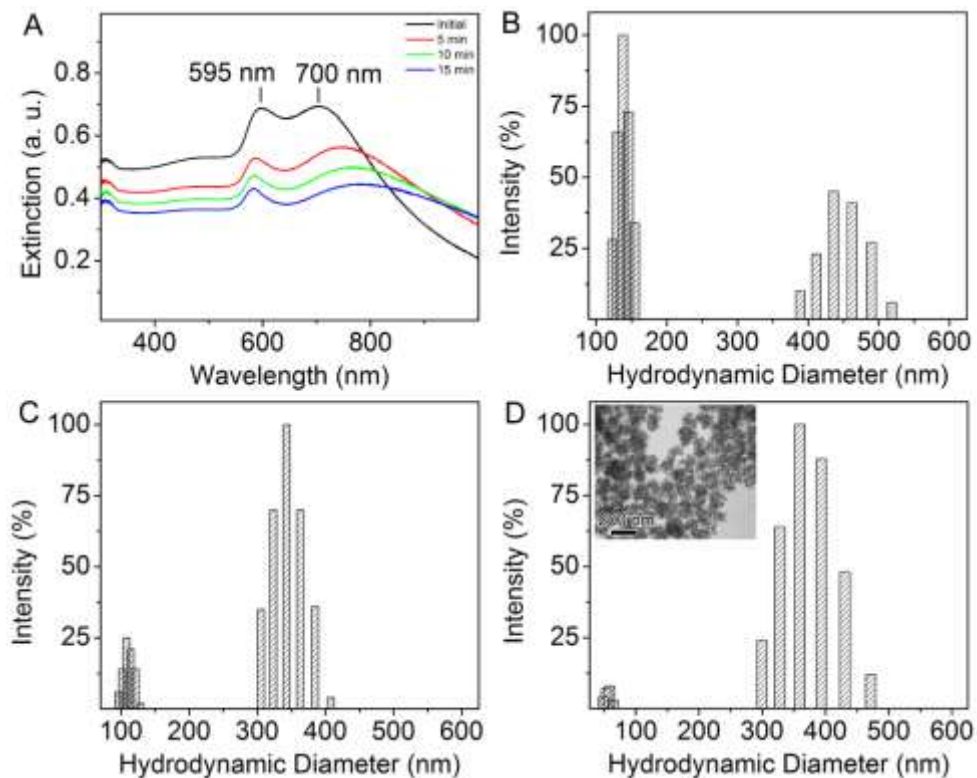 A
Initial
5 min
10 min
15 min
595 nm
700 nm
0.8
0.6
0.4
0.2
400
600
800
Extinction (a. u.)
Wavelength (nm)
B
100
75
50
25
100
200
300
400
500
600
Intensity (%)
Hydrodynamic Diameter (nm)
C
100
75
50
25
0
100
200
300
400
500
600
Intensity (%)
Hydrodynamic Diameter (nm)
D
100
75
50
25
100
200
300
400
500
600
Intensity (%)
Hydrodynamic Diameter (nm)